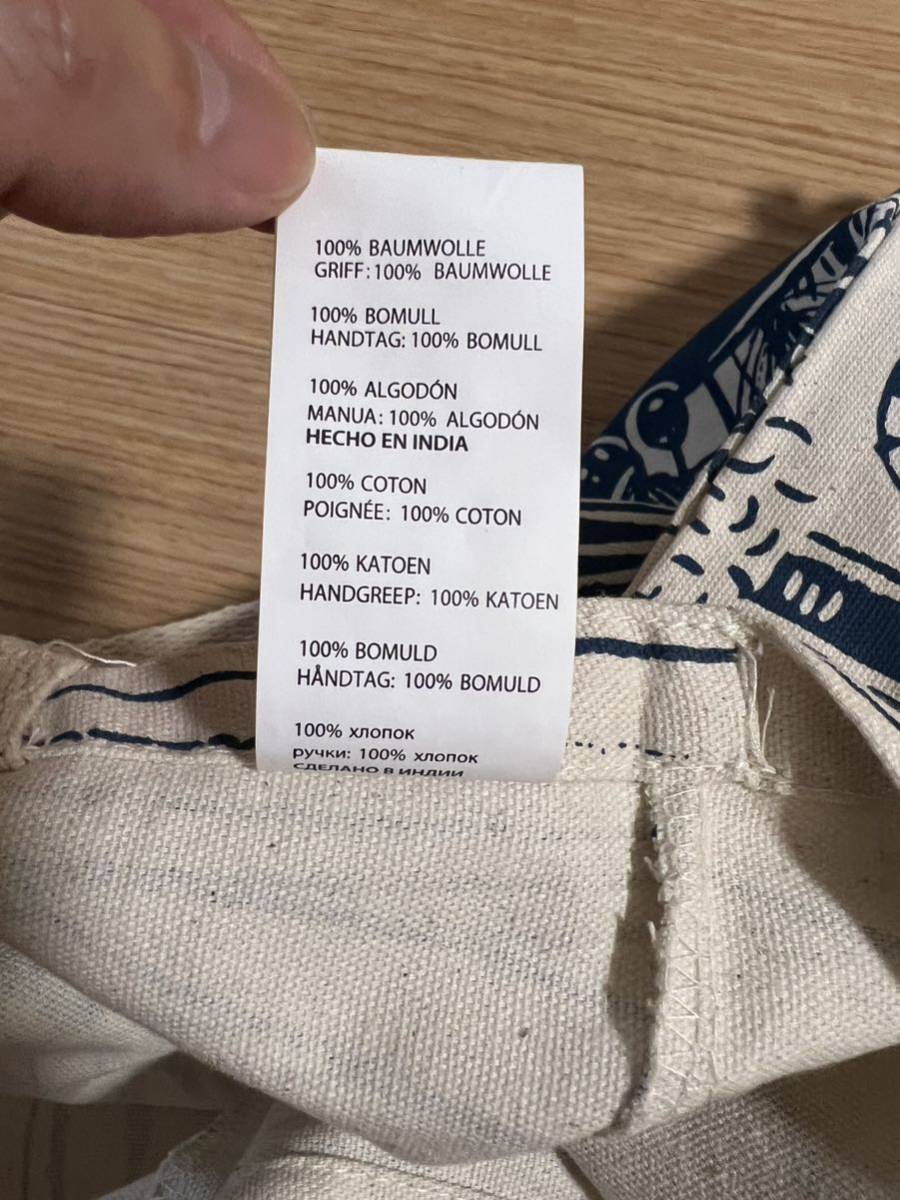 100% BAUMWOLLE
GRIFF: 100% BAUMWOLLE
100% BOMULL
HANDTAG: 100% BOMULL
100% ALGODÓN
MANUA: 100% ALGODÓN
HECHO EN INDIA
100% COTON
POIGNÉE: 100% COTON
100% KATOEN
HANDGREEP: 100% KATOEN
100% BOMULD
HÅNDTAG: 100% BOMULD
100% хлопок
ручки: 100% хлопок
СДЕЛАНО В ИНДИИ